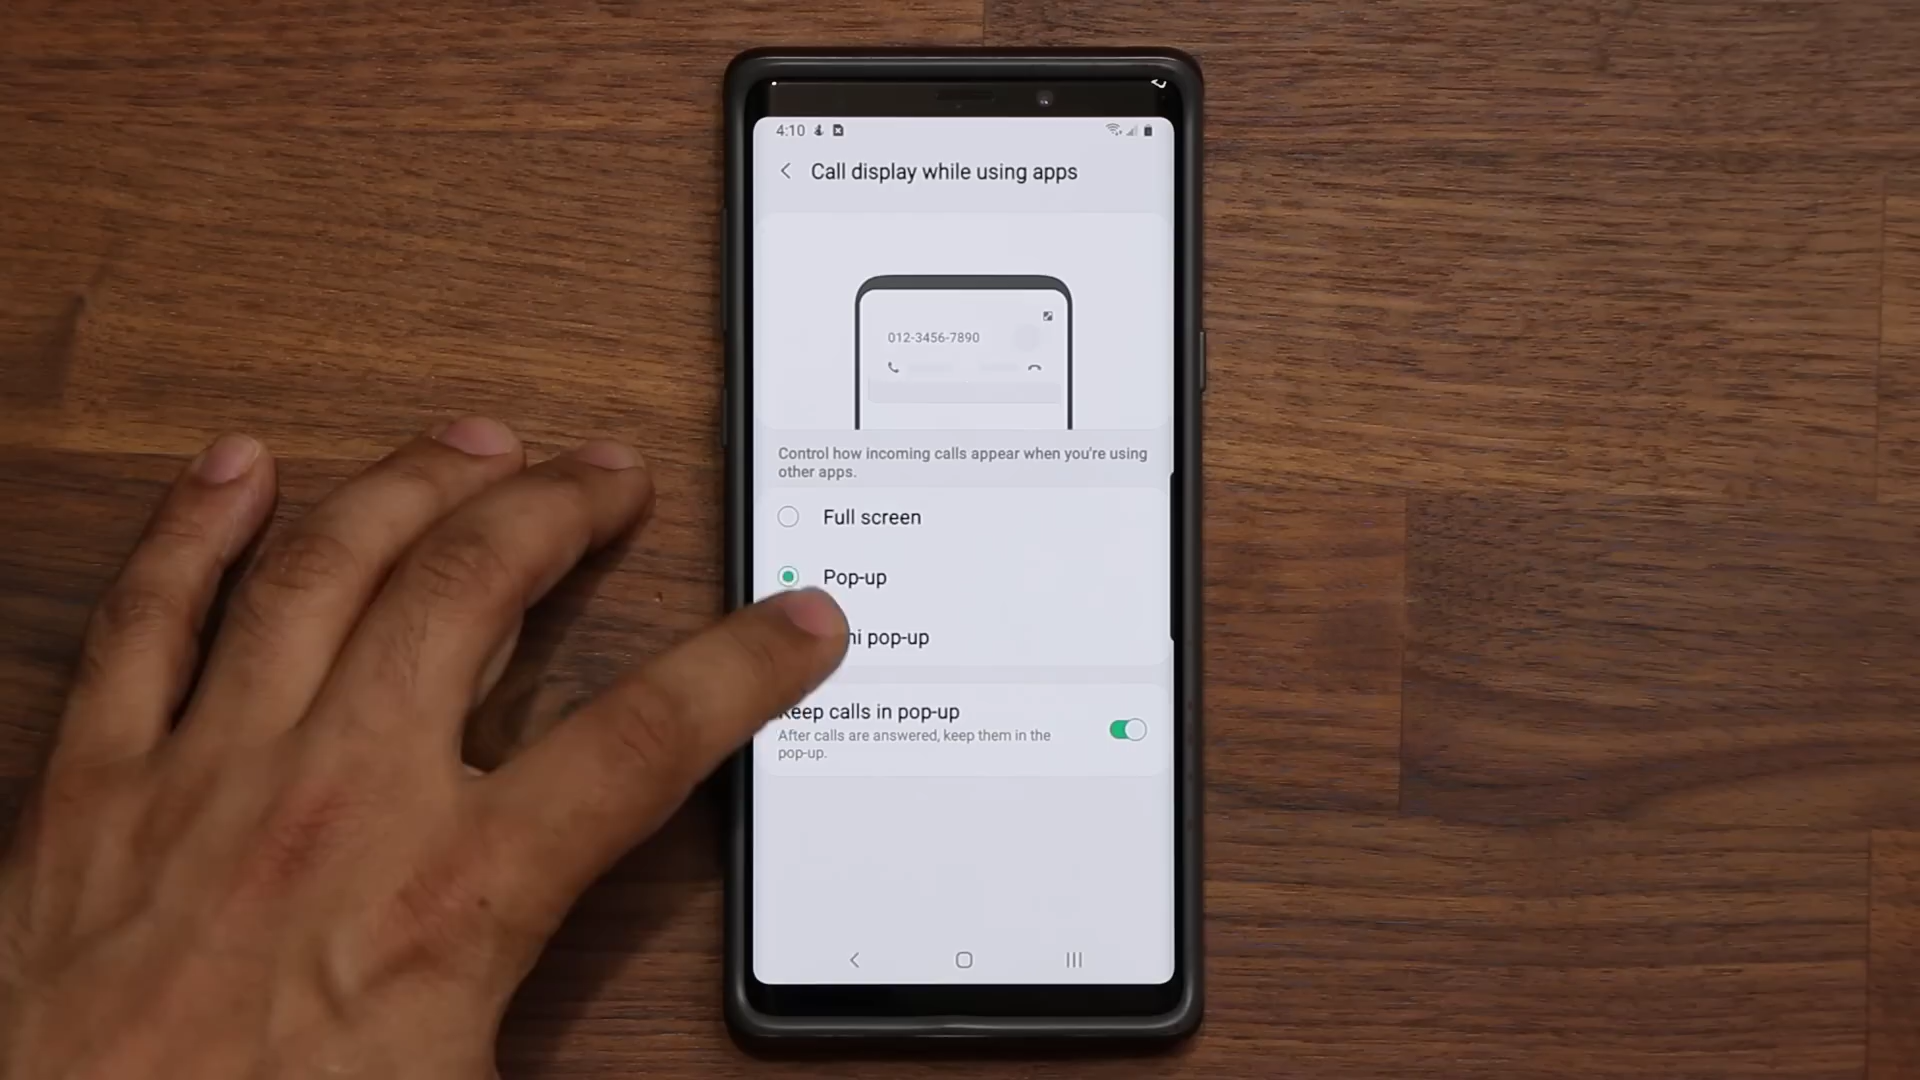 4:10
Call display while using apps
012-3456-7890
Control how incoming calls appear when you're using
other apps.
Full screen
Pop-up
ni pop-up
Keep calls in pop-up
After calls are answered, keep them in the
pop-up.